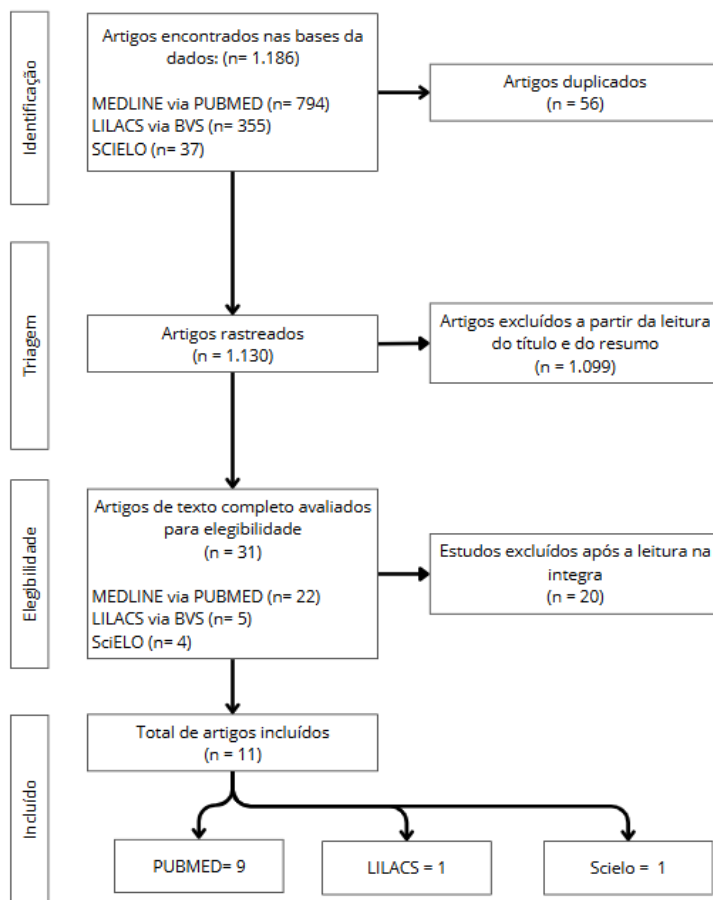 Identificação
Artigos encontrados nas bases da
dados: (n= 1.186)
MEDLINE via PUBMED (n= 794)
LILACS via BVS (n= 355)
SCIELO (n= 37)
Artigos duplicados
(n = 56)
Triagem
Artigos rastreados
(n = 1.130)
Artigos excluídos a partir da leitura
do título e do resumo
(n = 1.099)
Elegibilidade
Artigos de texto completo avaliados
para elegibilidade
(n = 31)
MEDLINE via PUBMED (n= 22)
LILACS via BVS (n= 5)
SciELO (n= 4)
Estudos excluídos após a leitura na
integra
(n = 20)
Incluído
Total de artigos incluídos
(n = 11)
PUBMED= 9
LILACS = 1
Scielo = 1